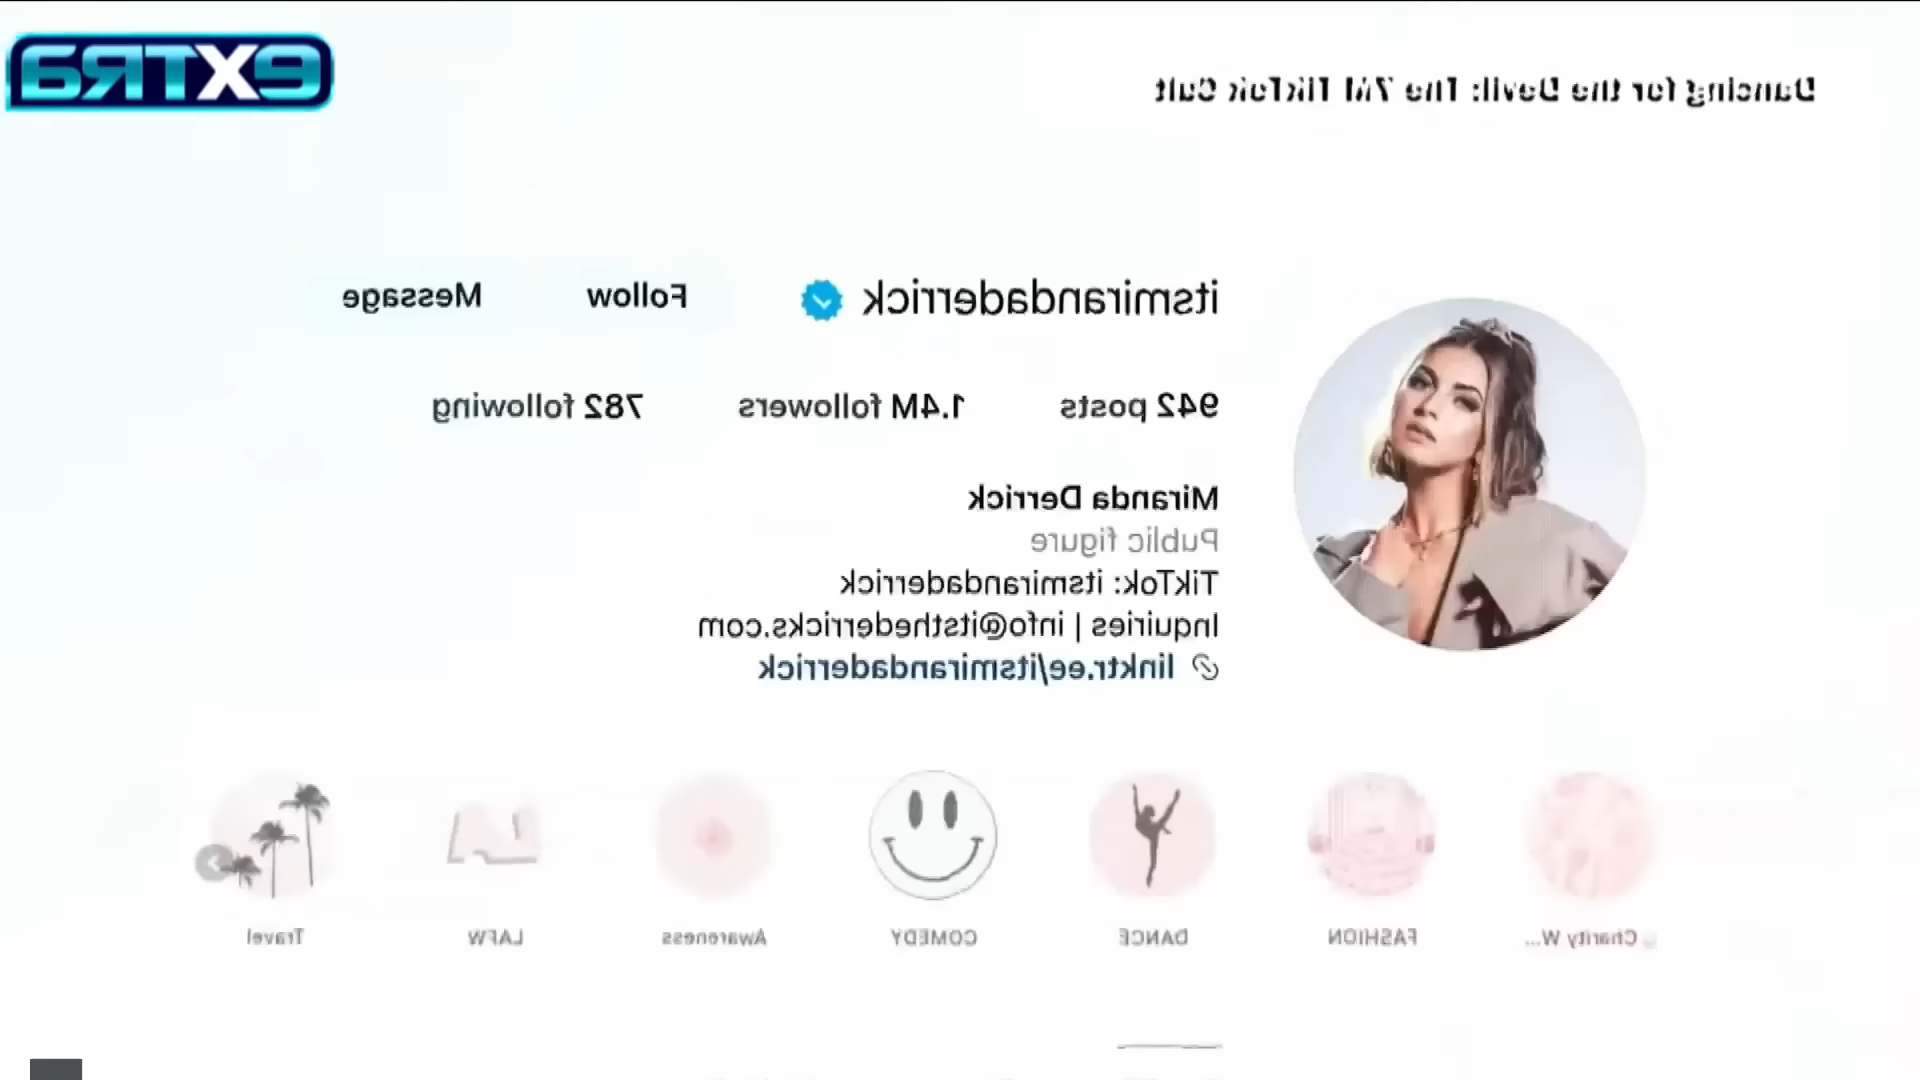 extra
Dancing for the Devil: The 7M TikTok Cult
itsmirandaderrick Follow Message
942 posts 1.4M followers 782 following
Miranda Derrick
Public figure
TikTok: itsmirandaderrick
Inquiries | info@itsthederricks.com
linktr.ee/itsmirandaderrick
Charity W... FASHION DANCE COMEDY Awareness LAFW Travel
LA